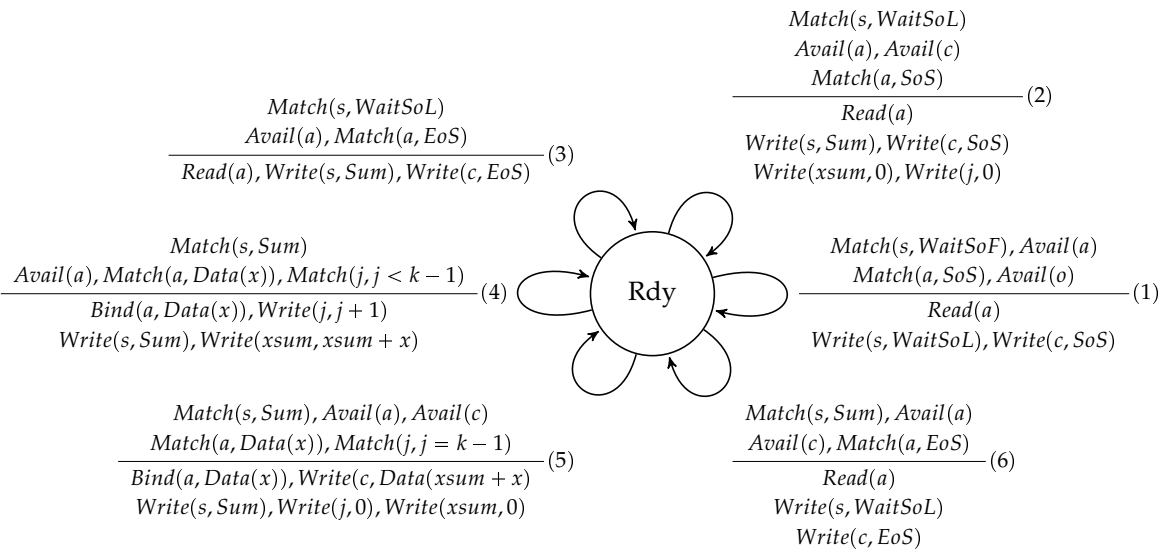 Match(s, WaitSoL)
Avail(a), Avail(c)
Match(a, SoS)
(2)
Read(a)
Write(s, Sum), Write(c, SoS)
Write(xsum, 0), Write(j, 0)
Match(s, WaitSoL)
Avail(a), Match(a, EoS)
(3)
Read(a), Write(s, Sum), Write(c, EoS)
Match(s, Sum)
Avail(a), Match(a, Data(x)), Match(j, j < k − 1)
(4)
Bind(a, Data(x)), Write(j, j + 1)
Write(s, Sum), Write(xsum, xsum + x)
Rdy
Match(s, WaitSoF), Avail(a)
Match(a, SoS), Avail(o)
(1)
Read(a)
Write(s, WaitSoL), Write(c, SoS)
Match(s, Sum), Avail(a), Avail(c)
Match(a, Data(x)), Match(j, j = k − 1)
(5)
Bind(a, Data(x)), Write(c, Data(xsum + x)
Write(s, Sum), Write(j, 0), Write(xsum, 0)
Match(s, Sum), Avail(a)
Avail(c), Match(a, EoS)
(6)
Read(a)
Write(s, WaitSoL)
Write(c, EoS)